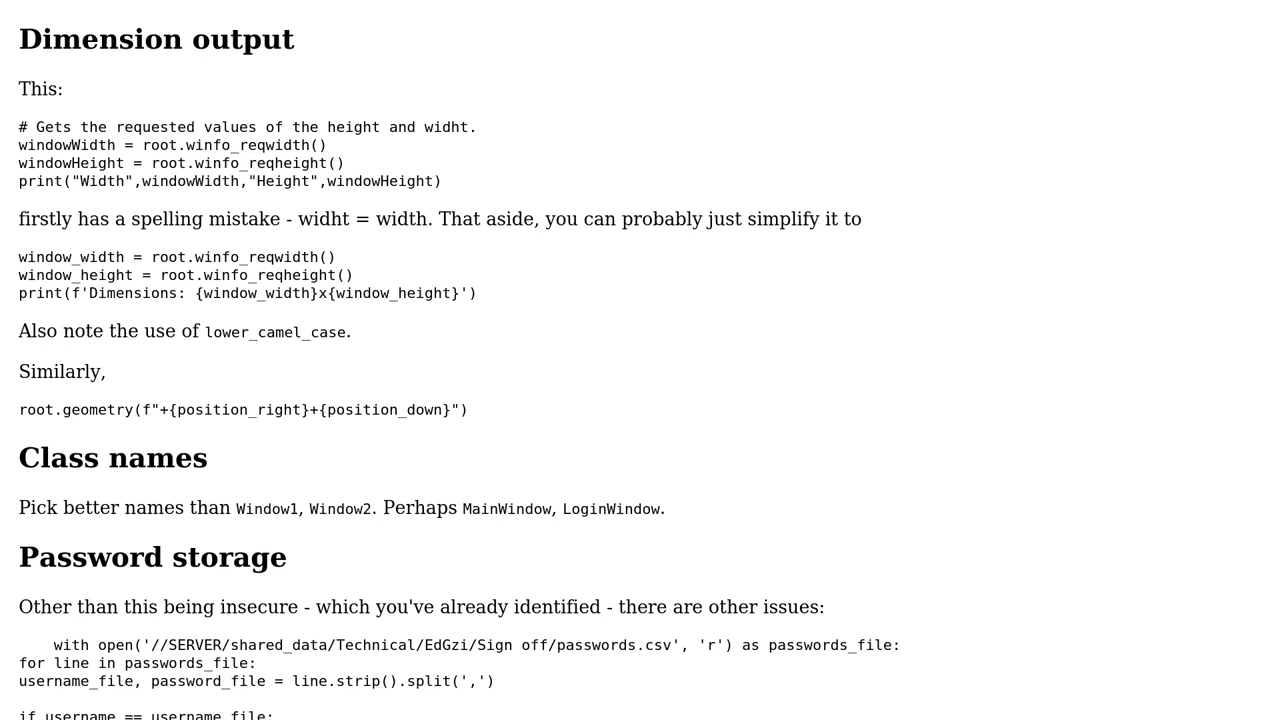 Dimension output
This:
# Gets the requested values of the height and widht.
windowWidth = root.winfo_reqwidth()
windowHeight = root.winfo_reqheight()
print("Width",windowWidth,"Height",windowHeight)
firstly has a spelling mistake - widht = width. That aside, you can probably just simplify it to
window_width = root.winfo_reqwidth()
window_height = root.winfo_reqheight()
print(f'Dimensions: {window_width}x{window_height}')
Also note the use of lower_camel_case.
Similarly,
root.geometry(f"+{position_right}+{position_down}")
Class names
Pick better names than Window1, Window2. Perhaps MainWindow, LoginWindow.
Password storage
Other than this being insecure - which you've already identified - there are other issues:
    with open('//SERVER/shared_data/Technical/EdGzi/Sign off/passwords.csv', 'r') as passwords_file:
for line in passwords_file:
username_file, password_file = line.strip().split(',')
if username == username_file: